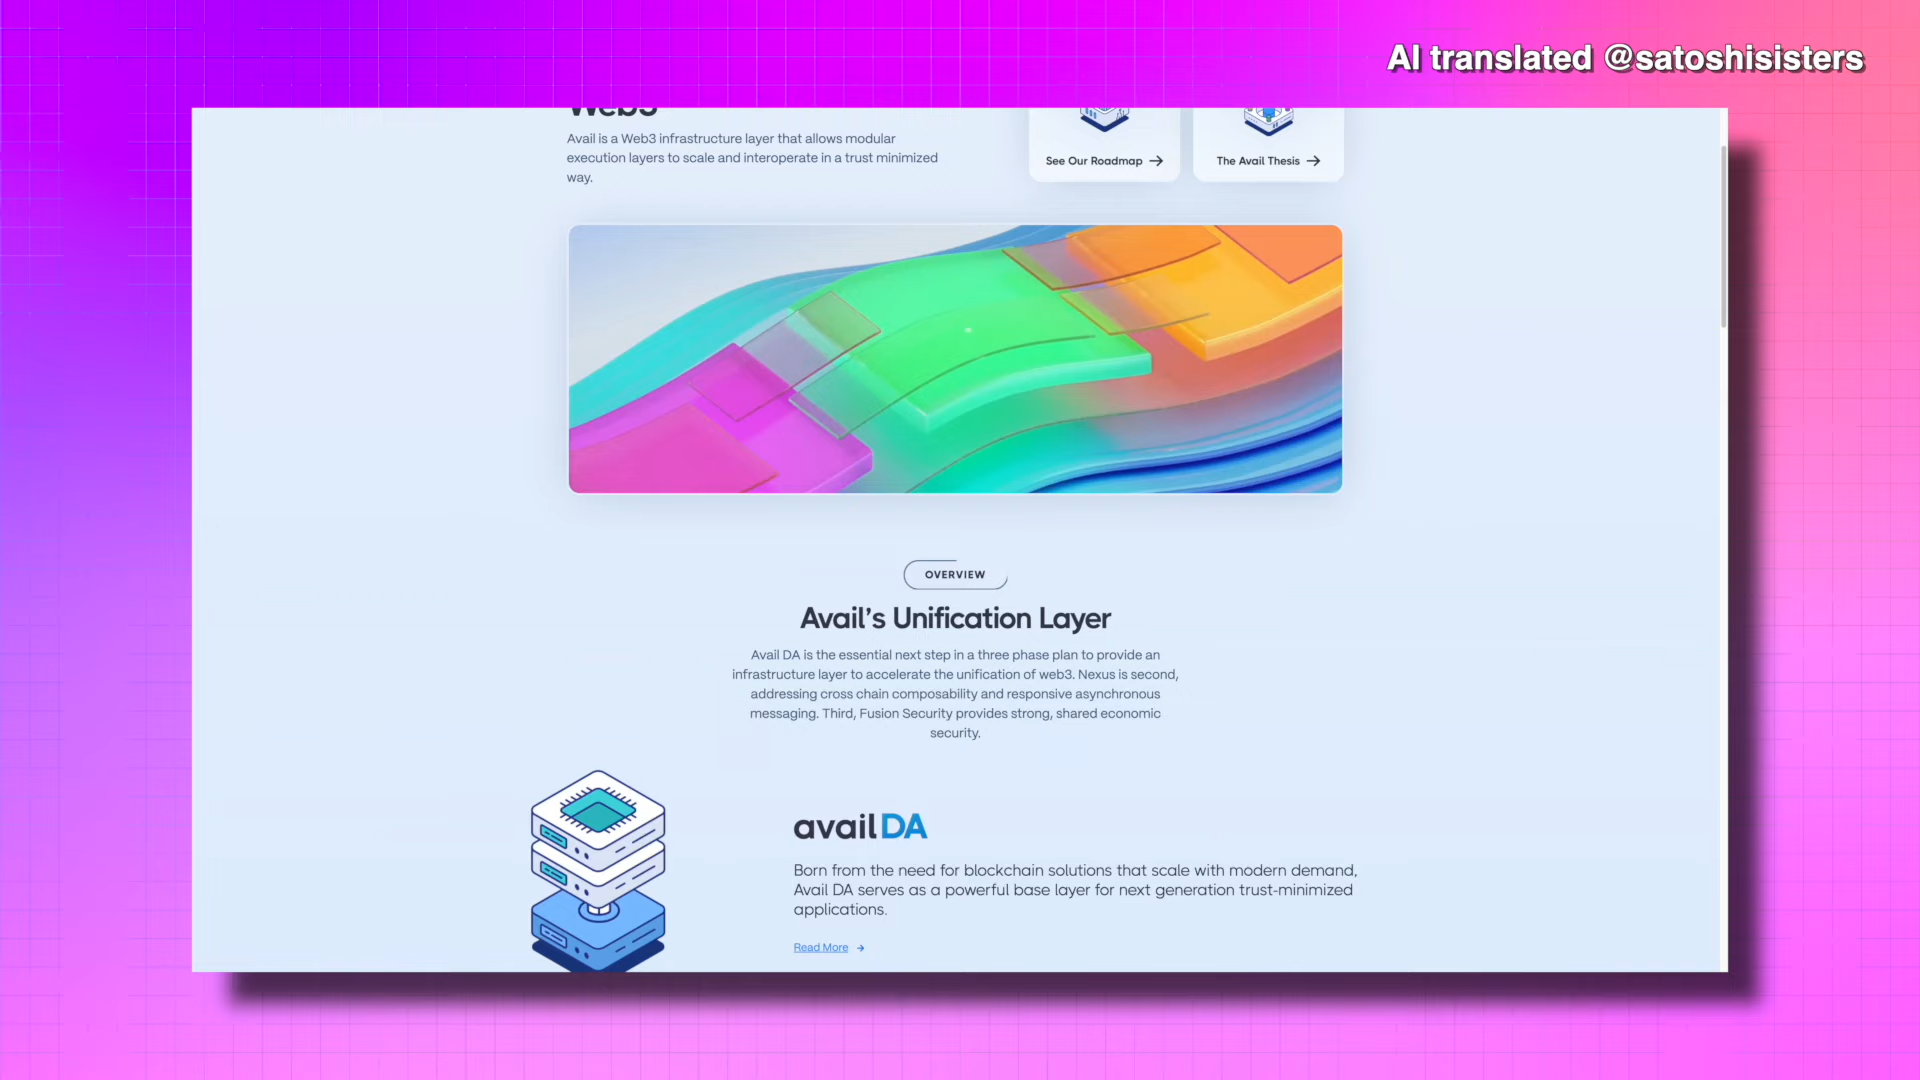 AI translated @satoshisisters
Web3
Avail is a Web3 infrastructure layer that allows modular
execution layers to scale and interoperate in a trust minimized
way.
See Our Roadmap →
The Avail Thesis →
OVERVIEW
Avail's Unification Layer
Avail DA is the essential next step in a three phase plan to provide an
infrastructure layer to accelerate the unification of web3. Nexus is second,
addressing cross chain composability and responsive asynchronous
messaging. Third, Fusion Security provides strong, shared economic
security.
avail DA
Born from the need for blockchain solutions that scale with modern demand,
Avail DA serves as a powerful base layer for next generation trust-minimized
applications.
Read More →